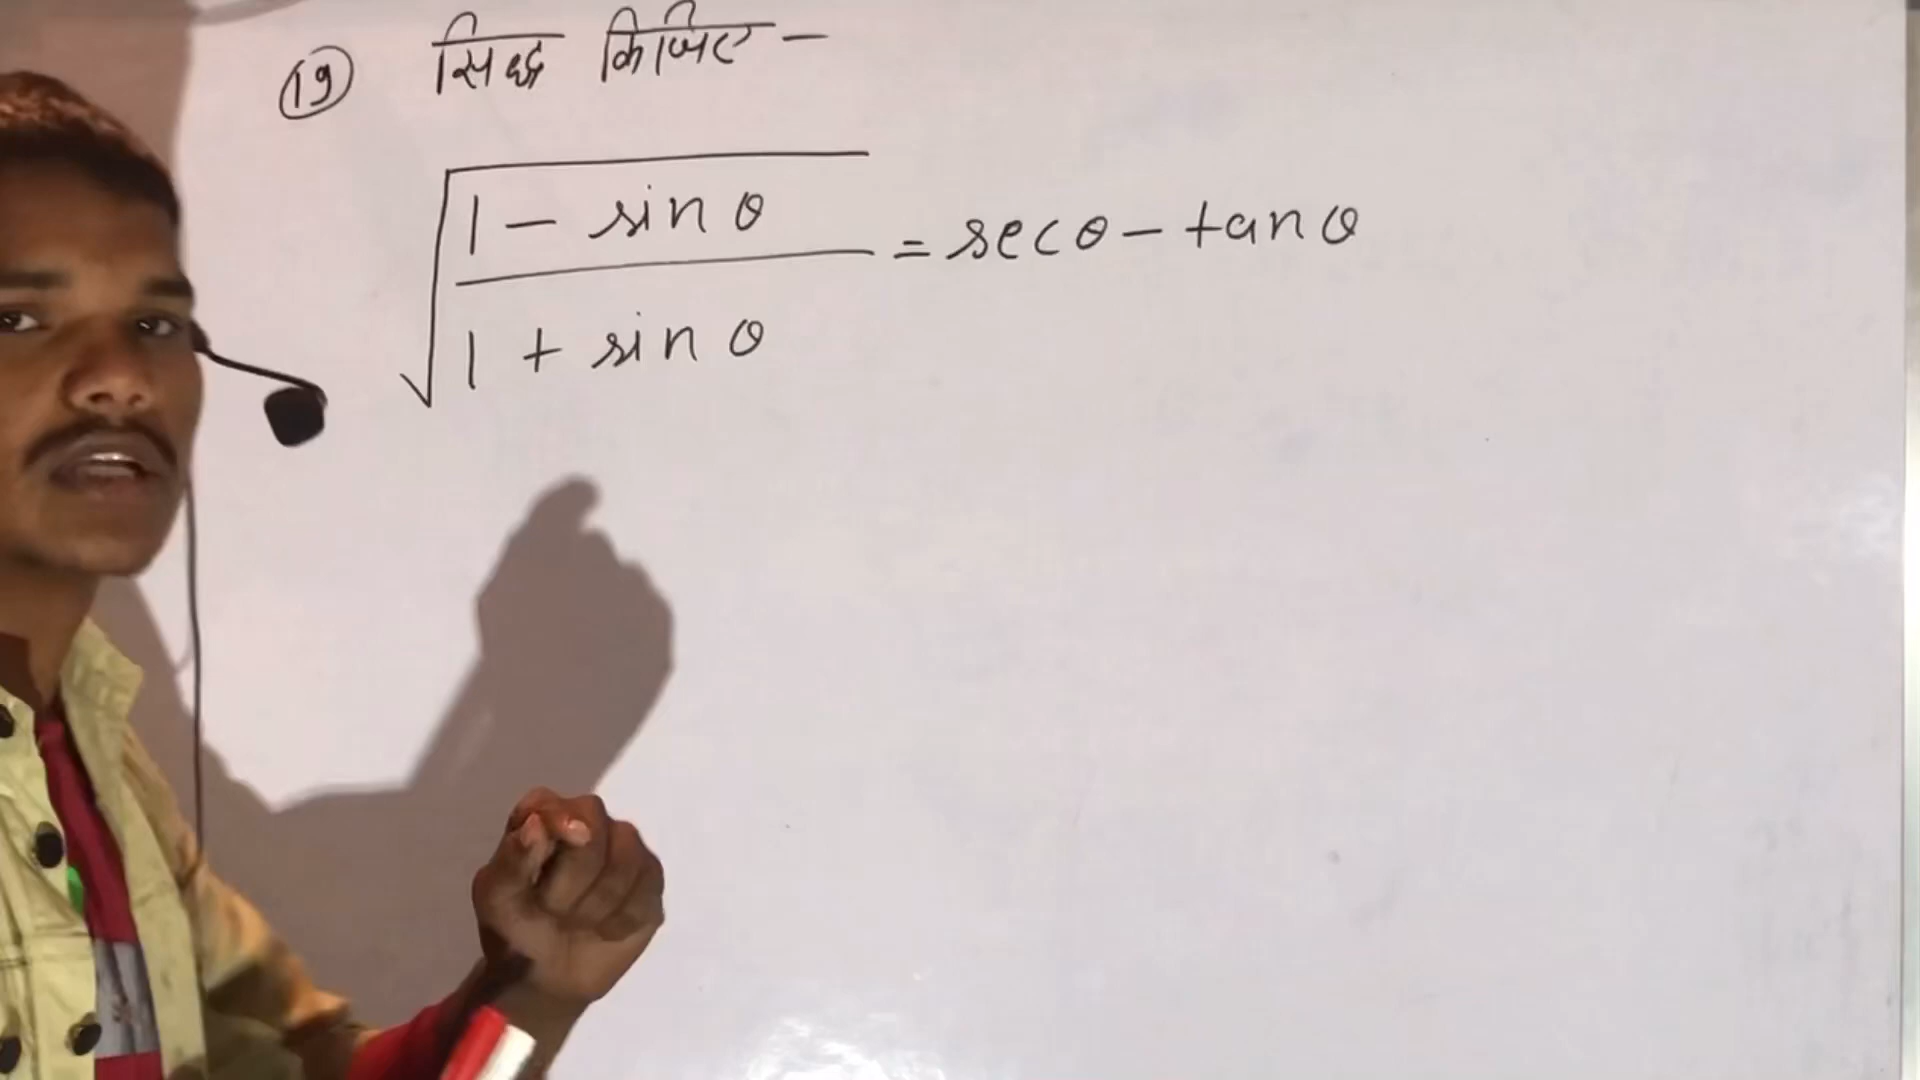 (19) सिद्ध किजिए -
√((1 - sin θ)/(1 + sin θ)) = sec θ - tan θ